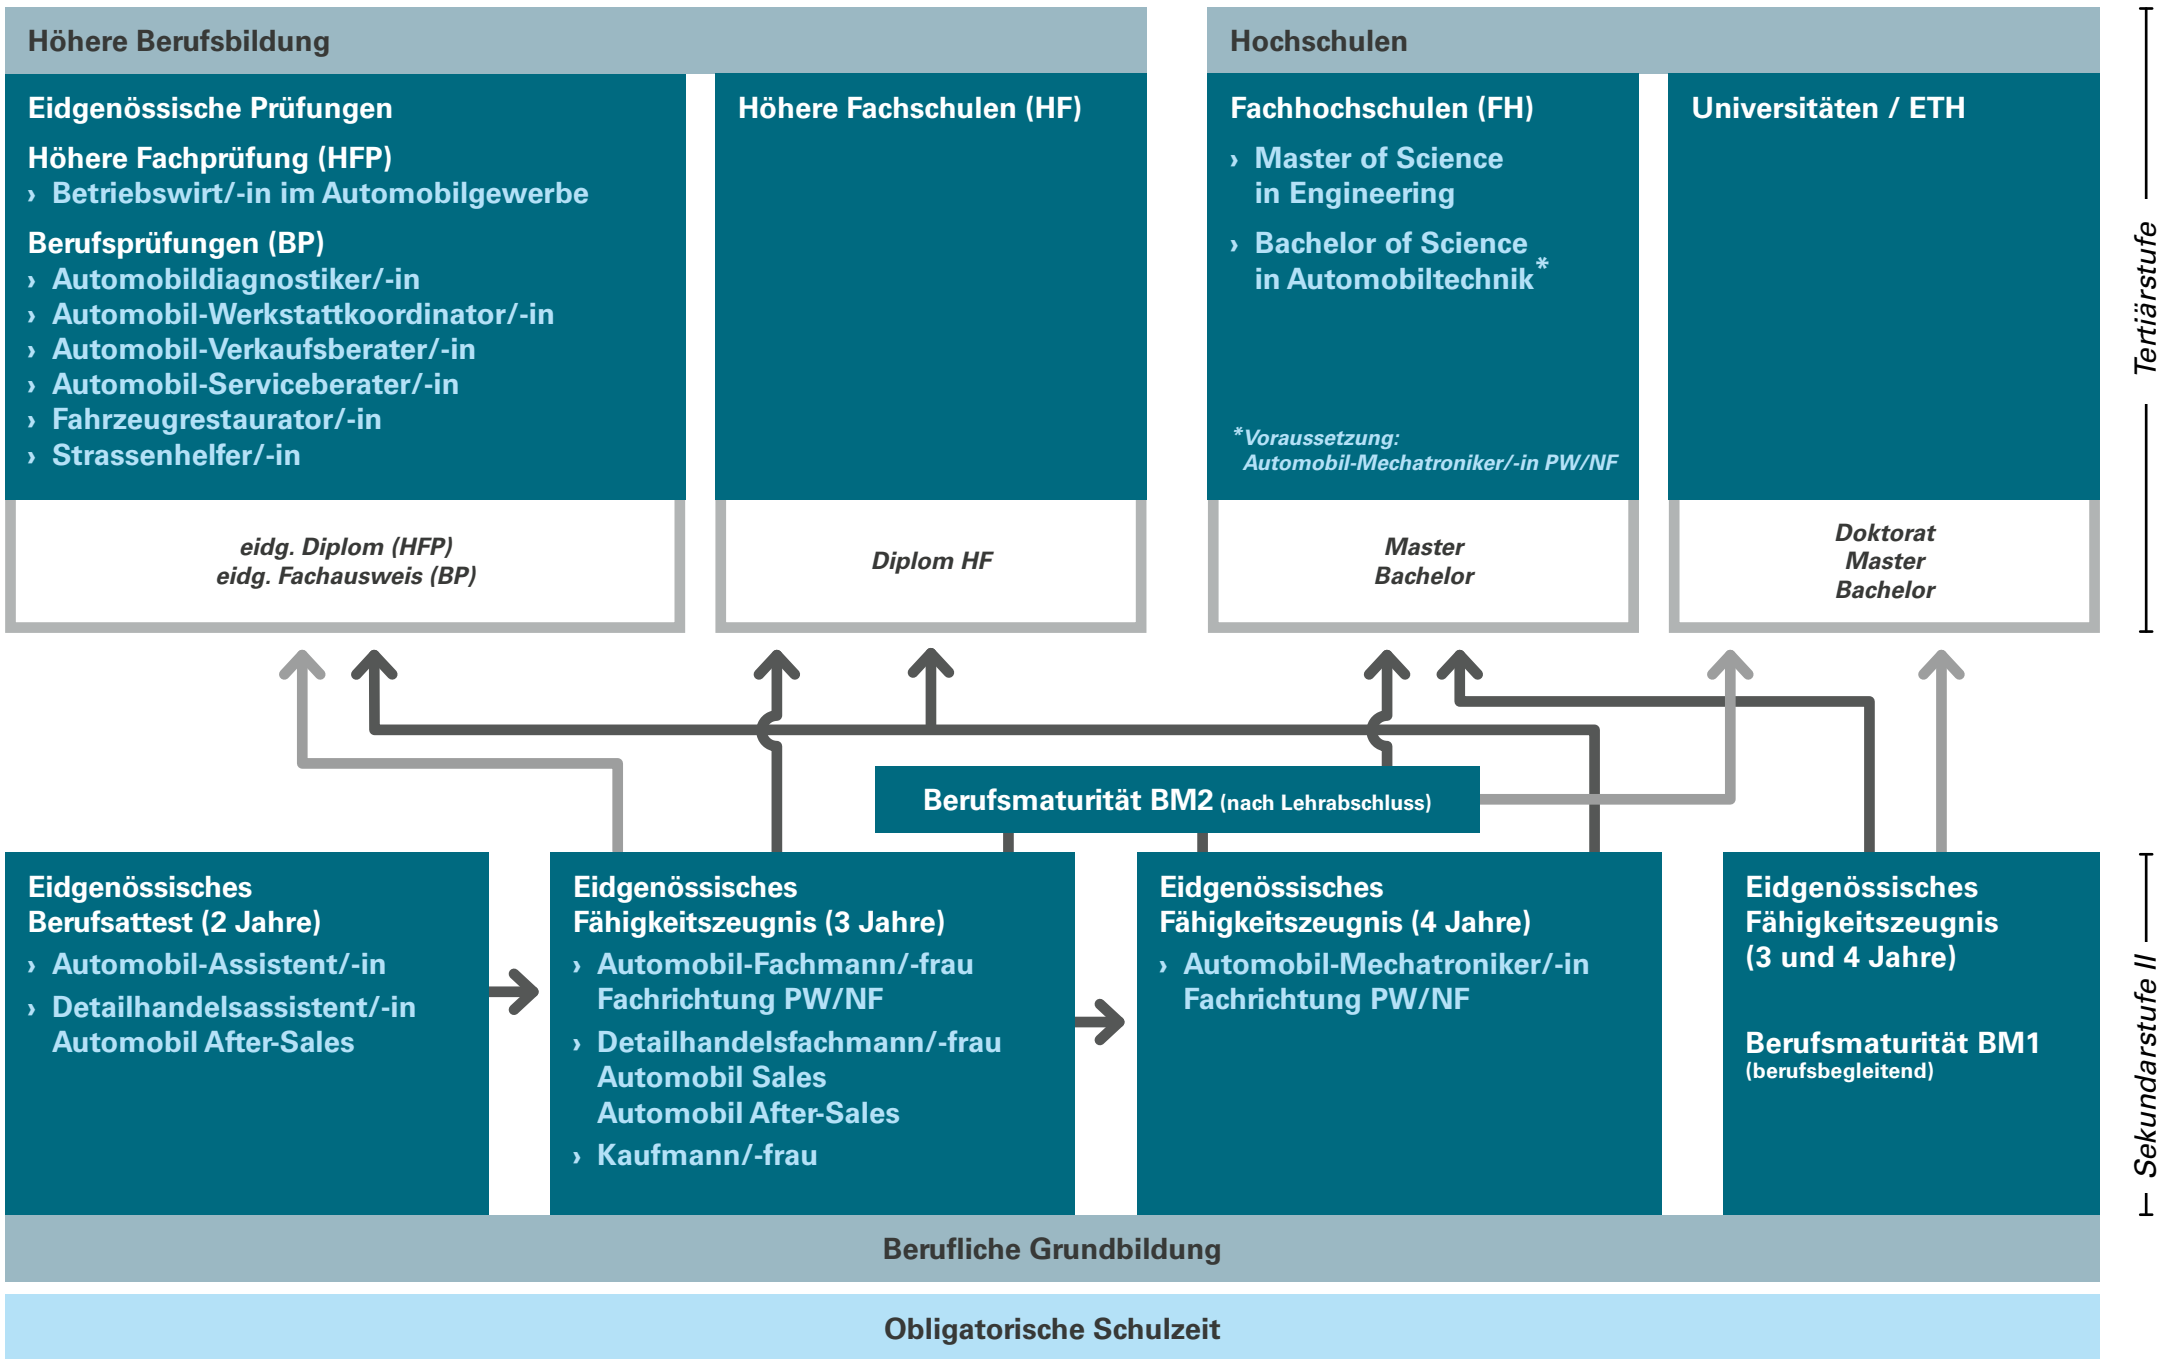 Höhere Berufsbildung
Eidgenössische Prüfungen
Höhere Fachprüfung (HFP)
› Betriebswirt/-in im Automobilgewerbe
Berufsprüfungen (BP)
› Automobildiagnostiker/-in
› Automobil-Werkstattkoordinator/-in
› Automobil-Verkaufsberater/-in
› Automobil-Serviceberater/-in
› Fahrzeugrestaurator/-in
› Strassenhelfer/-in
eidg. Diplom (HFP)
eidg. Fachausweis (BP)
Höhere Fachschulen (HF)
Diplom HF
Hochschulen
Fachhochschulen (FH)
› Master of Science
in Engineering
› Bachelor of Science
in Automobiltechnik*
*Voraussetzung:
Automobil-Mechatroniker/-in PW/NF
Master
Bachelor
Universitäten / ETH
Doktorat
Master
Bachelor
Tertiärstufe
Berufsmaturität BM2 (nach Lehrabschluss)
Eidgenössisches
Berufsattest (2 Jahre)
› Automobil-Assistent/-in
› Detailhandelsassistent/-in
Automobil After-Sales
Eidgenössisches
Fähigkeitszeugnis (3 Jahre)
› Automobil-Fachmann/-frau
Fachrichtung PW/NF
› Detailhandelsfachmann/-frau
Automobil Sales
Automobil After-Sales
› Kaufmann/-frau
Eidgenössisches
Fähigkeitszeugnis (4 Jahre)
› Automobil-Mechatroniker/-in
Fachrichtung PW/NF
Eidgenössisches
Fähigkeitszeugnis
(3 und 4 Jahre)
Berufsmaturität BM1
(berufsbegleitend)
Sekundarstufe II
Berufliche Grundbildung
Obligatorische Schulzeit